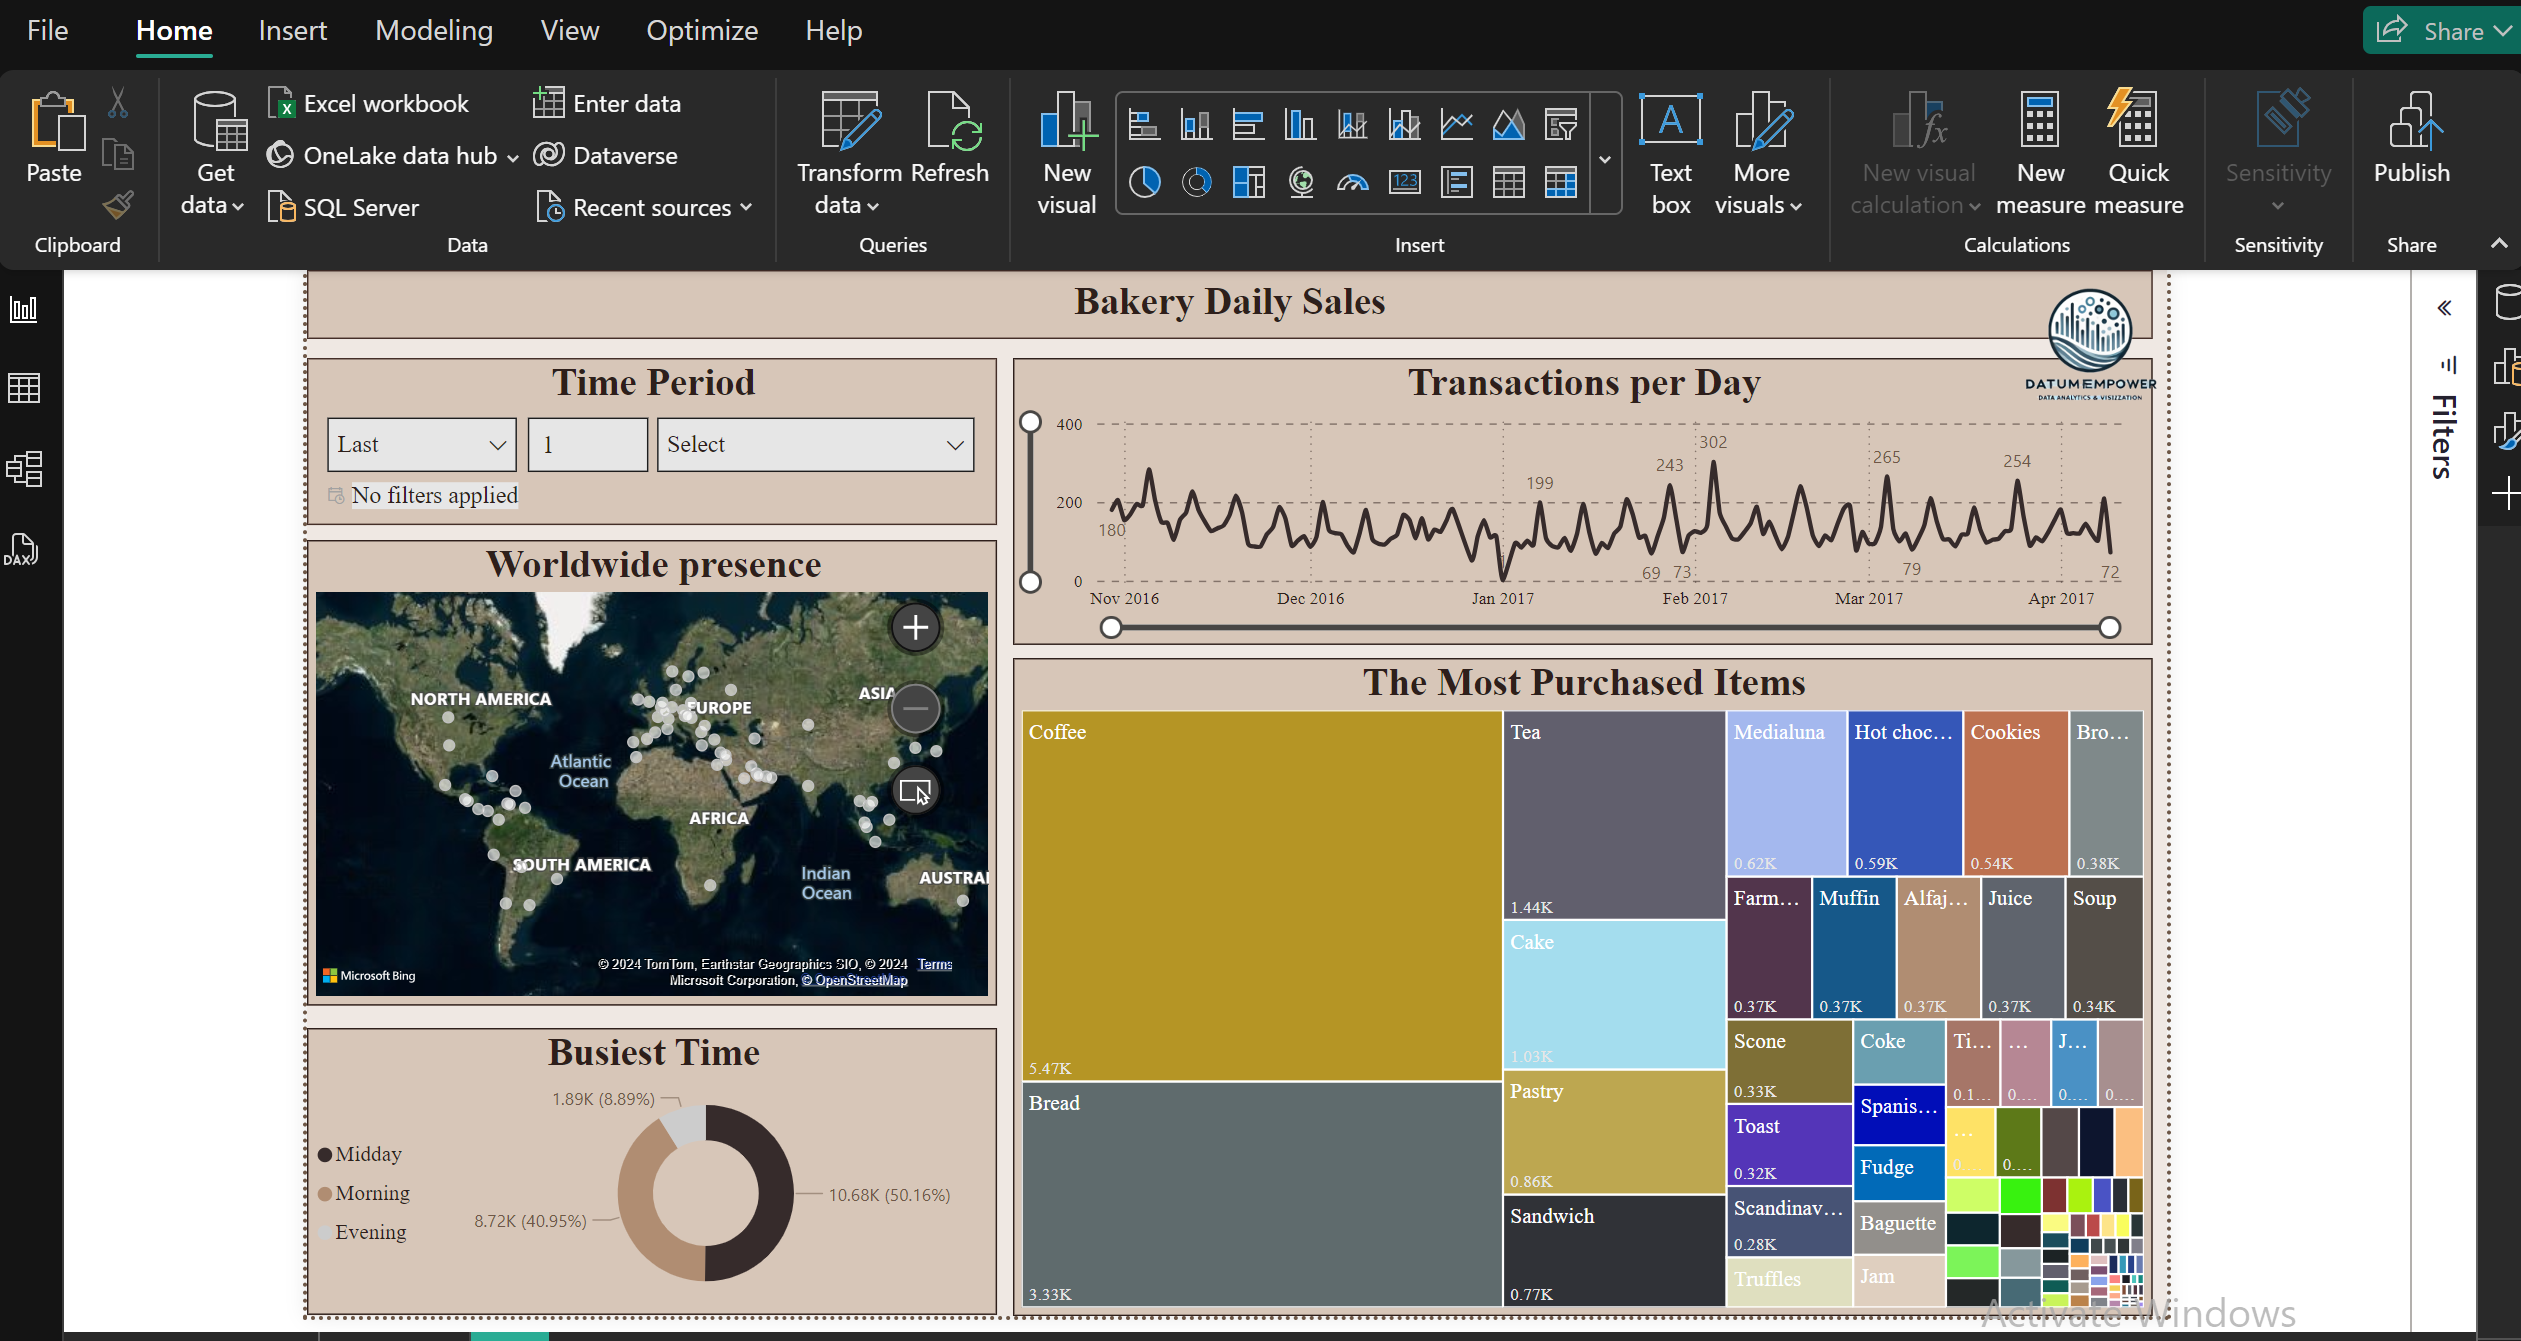 File Home Insert Modeling View Optimize Help
Share
Paste
Clipboard
Get data
Excel workbook
OneLake data hub
SQL Server
Enter data
Dataverse
Recent sources
Data
Transform data
Refresh
Queries
New visual
123
A
Text box
More visuals
Insert
New visual calculation
New measure
Quick measure
Calculations
Sensitivity
Sensitivity
Publish
Share
DAX
Filters
Bakery Daily Sales
DATUMEMPOWER
Time Period
Last
1
Select
No filters applied
Worldwide presence
NORTH AMERICA
EUROPE
ASIA
Atlantic
Ocean
AFRICA
SOUTH AMERICA
Indian
Ocean
AUSTRAL
Microsoft Bing
© 2024 TomTom, Earthstar Geographics SIO, © 2024 Terms
Microsoft Corporation, © OpenStreetMap
Busiest Time
Midday
Morning
Evening
1.89K (8.89%)
10.68K (50.16%)
8.72K (40.95%)
Transactions per Day
400
200
0
180
199
243
302
265
254
69
73
79
72
Nov 2016
Dec 2016
Jan 2017
Feb 2017
Mar 2017
Apr 2017
The Most Purchased Items
Coffee
5.47K
Bread
3.33K
Tea
1.44K
Cake
1.03K
Pastry
0.86K
Sandwich
0.77K
Medialuna
0.62K
Hot choc...
0.59K
Cookies
0.54K
Bro...
0.38K
Farm...
0.37K
Muffin
0.37K
Alfaj...
0.37K
Juice
0.37K
Soup
0.34K
Scone
0.33K
Toast
0.32K
Scandinav...
0.28K
Truffles
Coke
Spanis...
Fudge
Baguette
Jam
Ti...
0.1...
...
0....
J...
0....
0....
...
0....
0....
Activate Windows